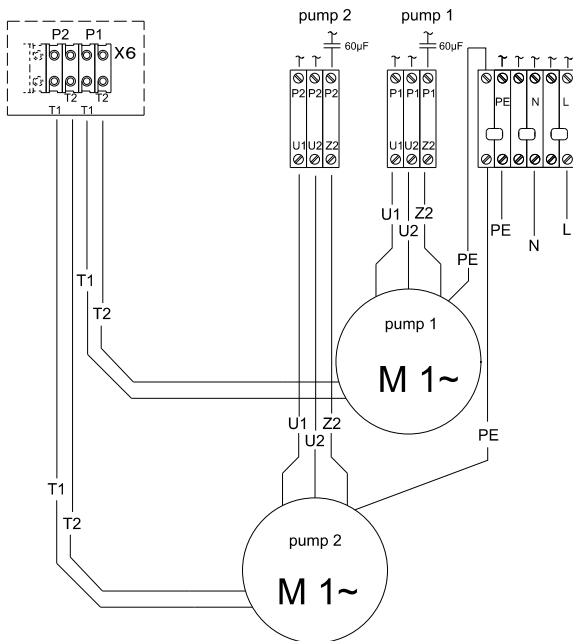 pump 2
pump 1
P2 P1
X6
60µF
60µF
T2 T2
T1 T1
P2 P2 P2
P1 P1 P1
PE N L
U1 U2 Z2
U1 U2 Z2
U1 Z2
U2
PE
N
L
PE
T1
T2
pump 1
M 1~
U1 Z2
U2
PE
T1
T2
pump 2
M 1~